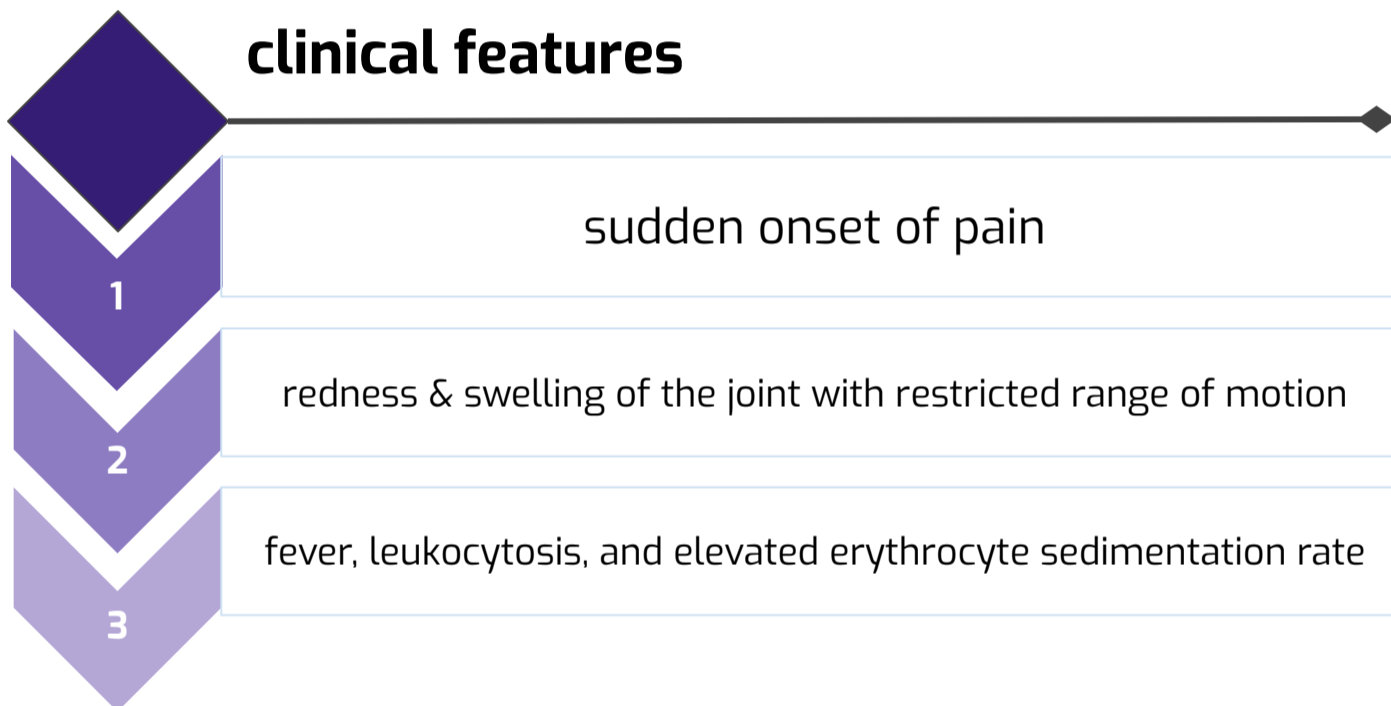 clinical features
1
sudden onset of pain
2
redness & swelling of the joint with restricted range of motion
3
fever, leukocytosis, and elevated erythrocyte sedimentation rate